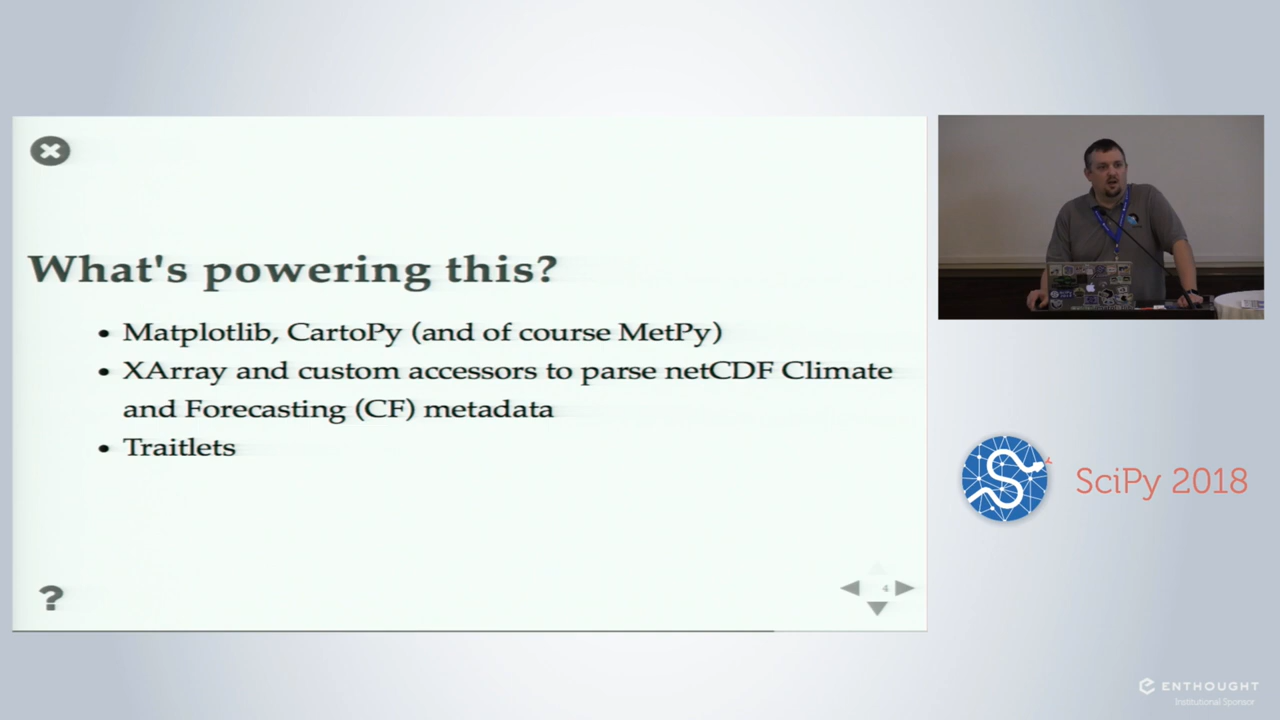 What's powering this?
• Matplotlib, CartoPy (and of course MetPy)
• XArray and custom accessors to parse netCDF Climate
and Forecasting (CF) metadata
• Traitlets
?
4
SciPy 2018
ENTHOUGHT
Institutional Sponsor